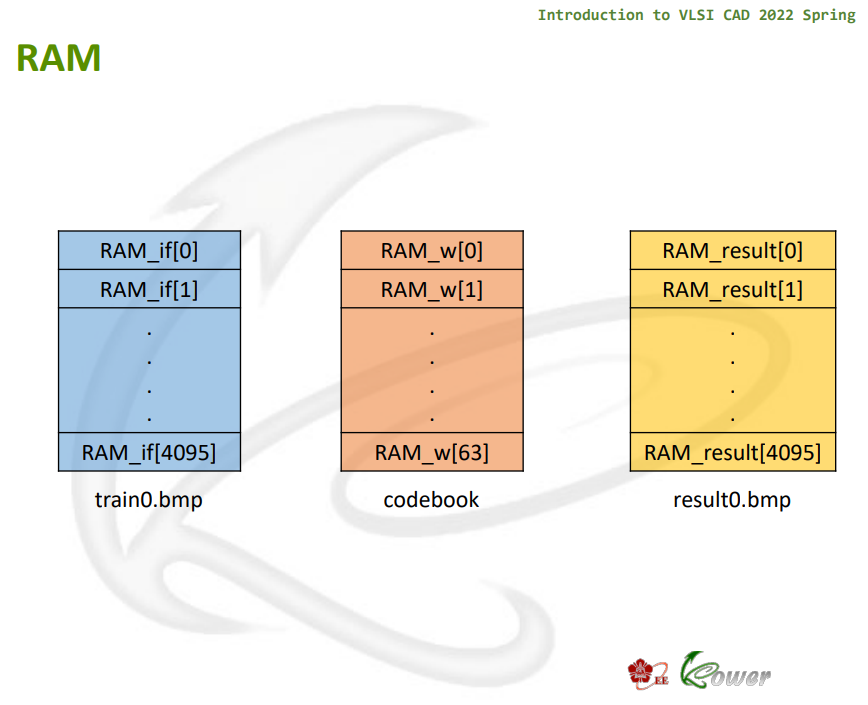 Introduction to VLSI CAD 2022 Spring
RAM
RAM_if[0]
RAM_if[1]
.
.
.
.
RAM_if[4095]
train0.bmp
RAM_w[0]
RAM_w[1]
.
.
.
.
RAM_w[63]
codebook
RAM_result[0]
RAM_result[1]
.
.
.
.
RAM_result[4095]
result0.bmp
EE
Power